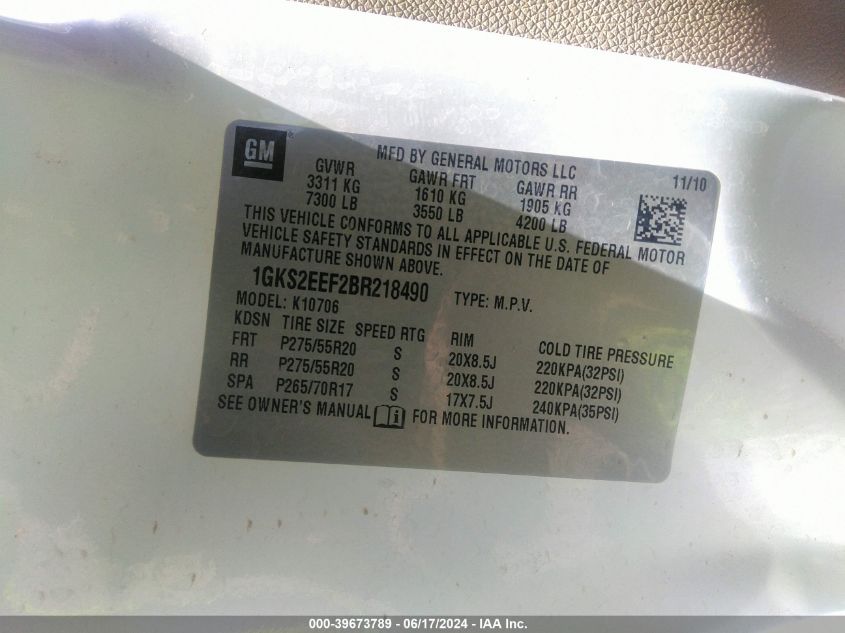 GM®
MFD BY GENERAL MOTORS LLC
11/10
GVWR GAWR FRT GAWR RR
3311 KG 1610 KG 1905 KG
7300 LB 3550 LB 4200 LB
THIS VEHICLE CONFORMS TO ALL APPLICABLE U.S. FEDERAL MOTOR
VEHICLE SAFETY STANDARDS IN EFFECT ON THE DATE OF
MANUFACTURE SHOWN ABOVE.
1GKS2EEF2BR218490 TYPE: M.P.V.
MODEL: K10706
KDSN TIRE SIZE SPEED RTG RIM COLD TIRE PRESSURE
FRT P275/55R20 S 20X8.5J 220KPA(32PSI)
RR P275/55R20 S 20X8.5J 220KPA(32PSI)
SPA P265/70R17 S 17X7.5J 240KPA(35PSI)
SEE OWNER'S MANUAL i FOR MORE INFORMATION.
000-39673789 - 06/17/2024 - IAA Inc.